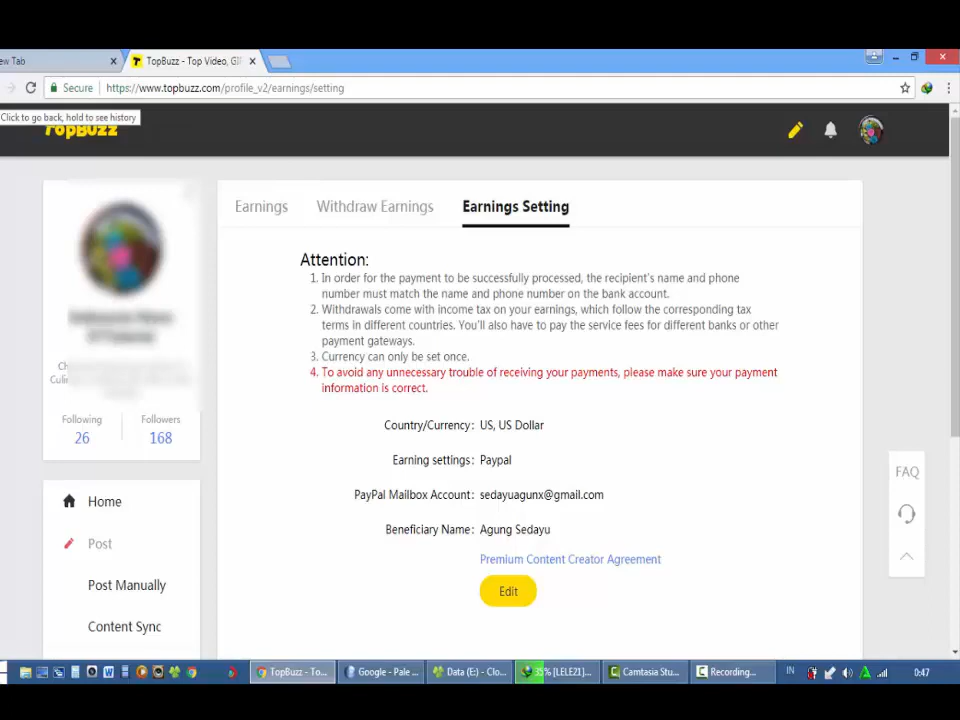 ew Tab
TopBuzz - Top Video, GI
Secure https://www.topbuzz.com/profile_v2/earnings/setting
Click to go back, hold to see history
TopBuzz
Earnings Withdraw Earnings Earnings Setting
Attention:
1. In order for the payment to be successfully processed, the recipient's name and phone
number must match the name and phone number on the bank account.
2. Withdrawals come with income tax on your earnings, which follow the corresponding tax
terms in different countries. You'll also have to pay the service fees for different banks or other
payment gateways.
3. Currency can only be set once.
4. To avoid any unnecessary trouble of receiving your payments, please make sure your payment
information is correct.
Country/Currency: US, US Dollar
Earning settings: Paypal
PayPal Mailbox Account: sedayuagunx@gmail.com
Beneficiary Name: Agung Sedayu
Premium Content Creator Agreement
Edit
Following Followers
26 168
Home
Post
Post Manually
Content Sync
FAQ
TopBuzz - To... Google - Pale ... Data (E:) - Clo... 35% [LELE21]... Camtasia Stu... Recording... IN 0:47